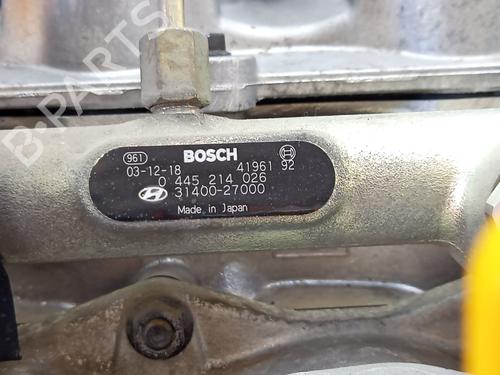 B-PARTS
961 BOSCH
03-12-18 41961 92
0 445 214 026
31400-27000
Made in Japan